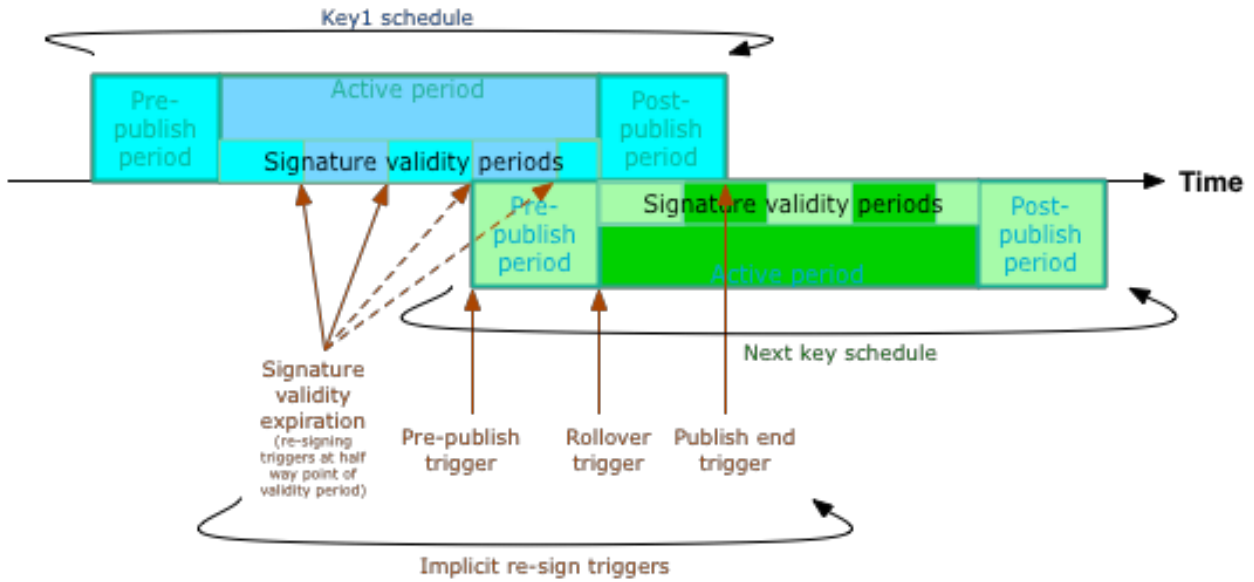 Key1 schedule
Pre-
publish
period
Active period
Post-
publish
period
Signature validity periods
Time
Pre-
publish
period
Signature validity periods
Active period
Post-
publish
period
Next key schedule
Signature
validity
expiration
(re-signing
triggers at half
way point of
validity period)
Pre-publish
trigger
Rollover
trigger
Publish end
trigger
Implicit re-sign triggers